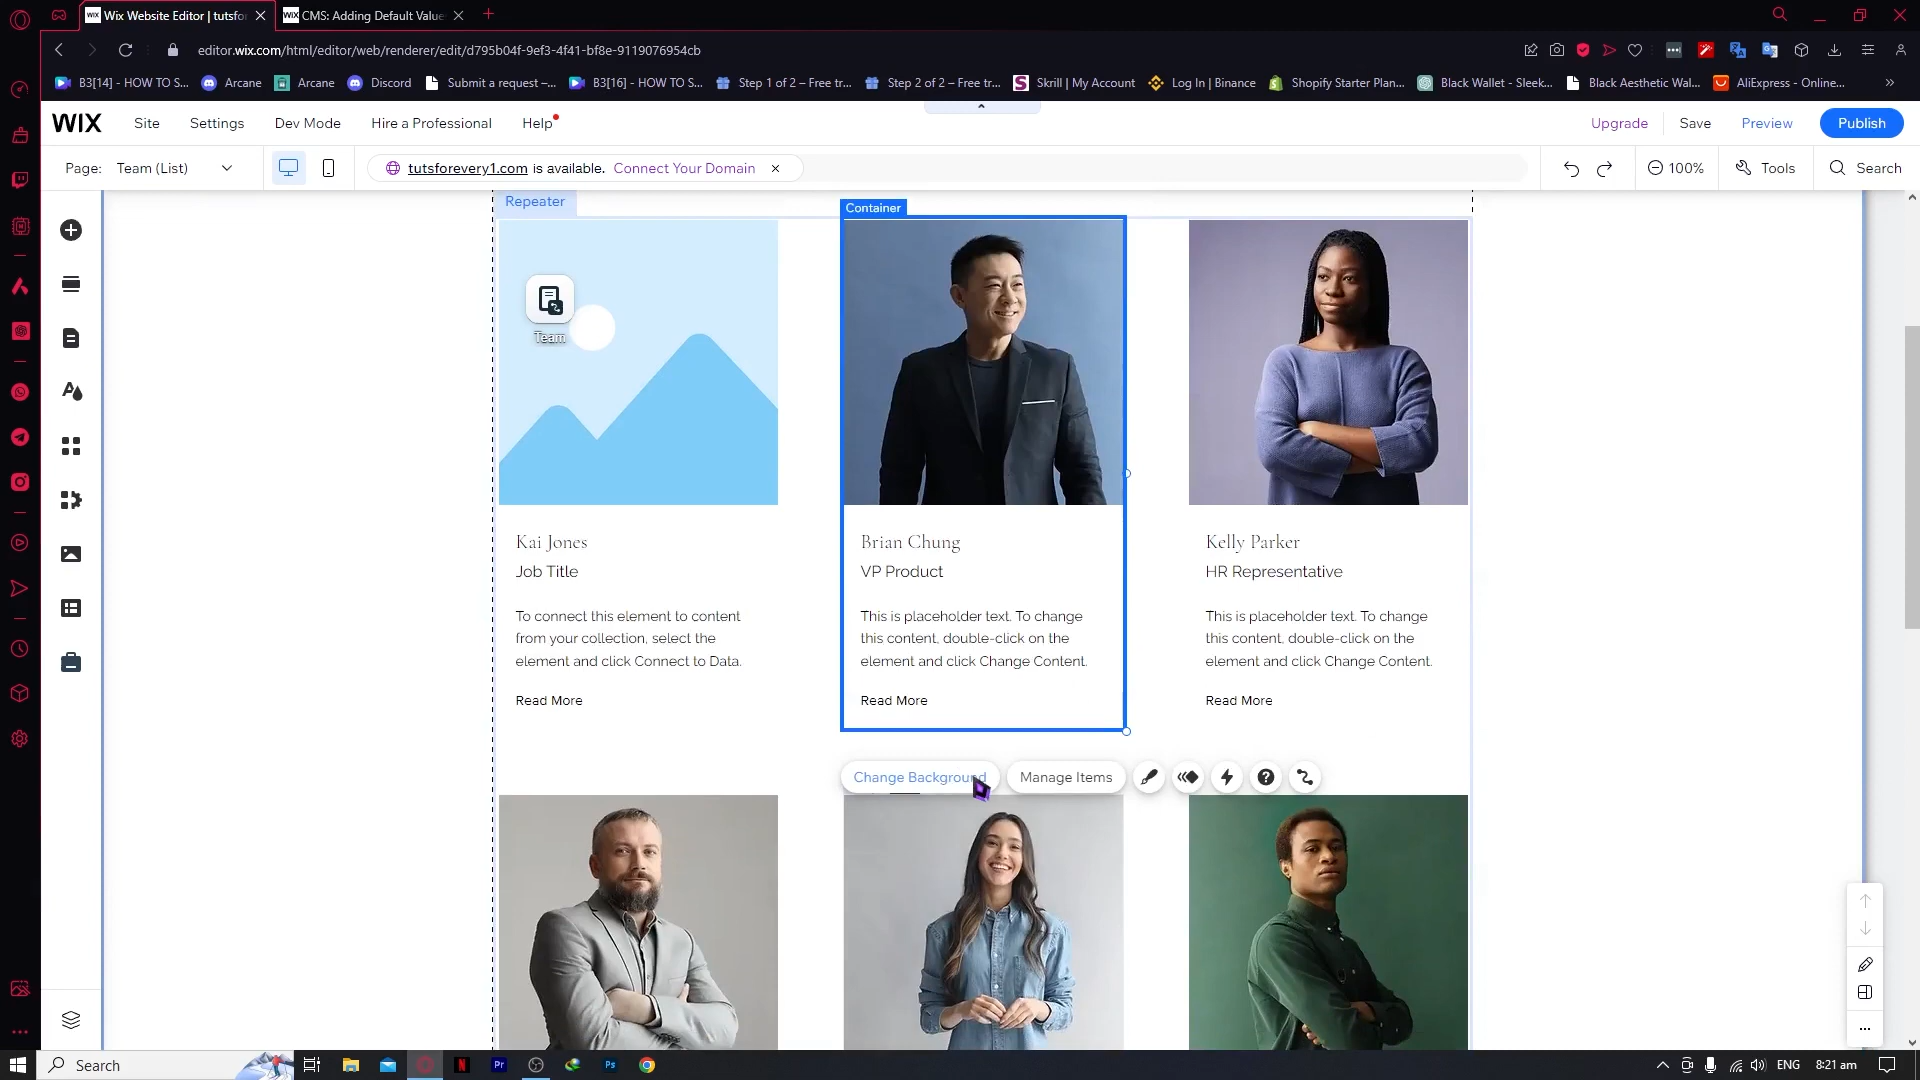 Wix Website Editor | tutsfor
WIX CMS: Adding Default Value
editor.wix.com/html/editor/web/renderer/edit/d795b04f-9ef3-4f41-bf8e-9119076954cb
B3[14] - HOW TO S...
Arcane
Arcane
Discord
Submit a request –...
B3[16] - HOW TO S...
Step 1 of 2 – Free tr...
Step 2 of 2 – Free tr...
Skrill | My Account
Log In | Binance
Shopify Starter Plan...
Black Wallet - Sleek...
Black Aesthetic Wal...
AliExpress - Online...
WIX
Site
Settings
Dev Mode
Hire a Professional
Help
Upgrade
Save
Preview
Publish
Page: Team (List)
tutsforevery1.com is available. Connect Your Domain
100%
Tools
Search
Repeater
Container
Team
Kai Jones
Job Title
To connect this element to content
from your collection, select the
element and click Connect to Data.
Read More
Brian Chung
VP Product
This is placeholder text. To change
this content, double-click on the
element and click Change Content.
Read More
Kelly Parker
HR Representative
This is placeholder text. To change
this content, double-click on the
element and click Change Content.
Read More
Change Background
Manage Items
Search
Pr
Ps
ENG
8:21 am